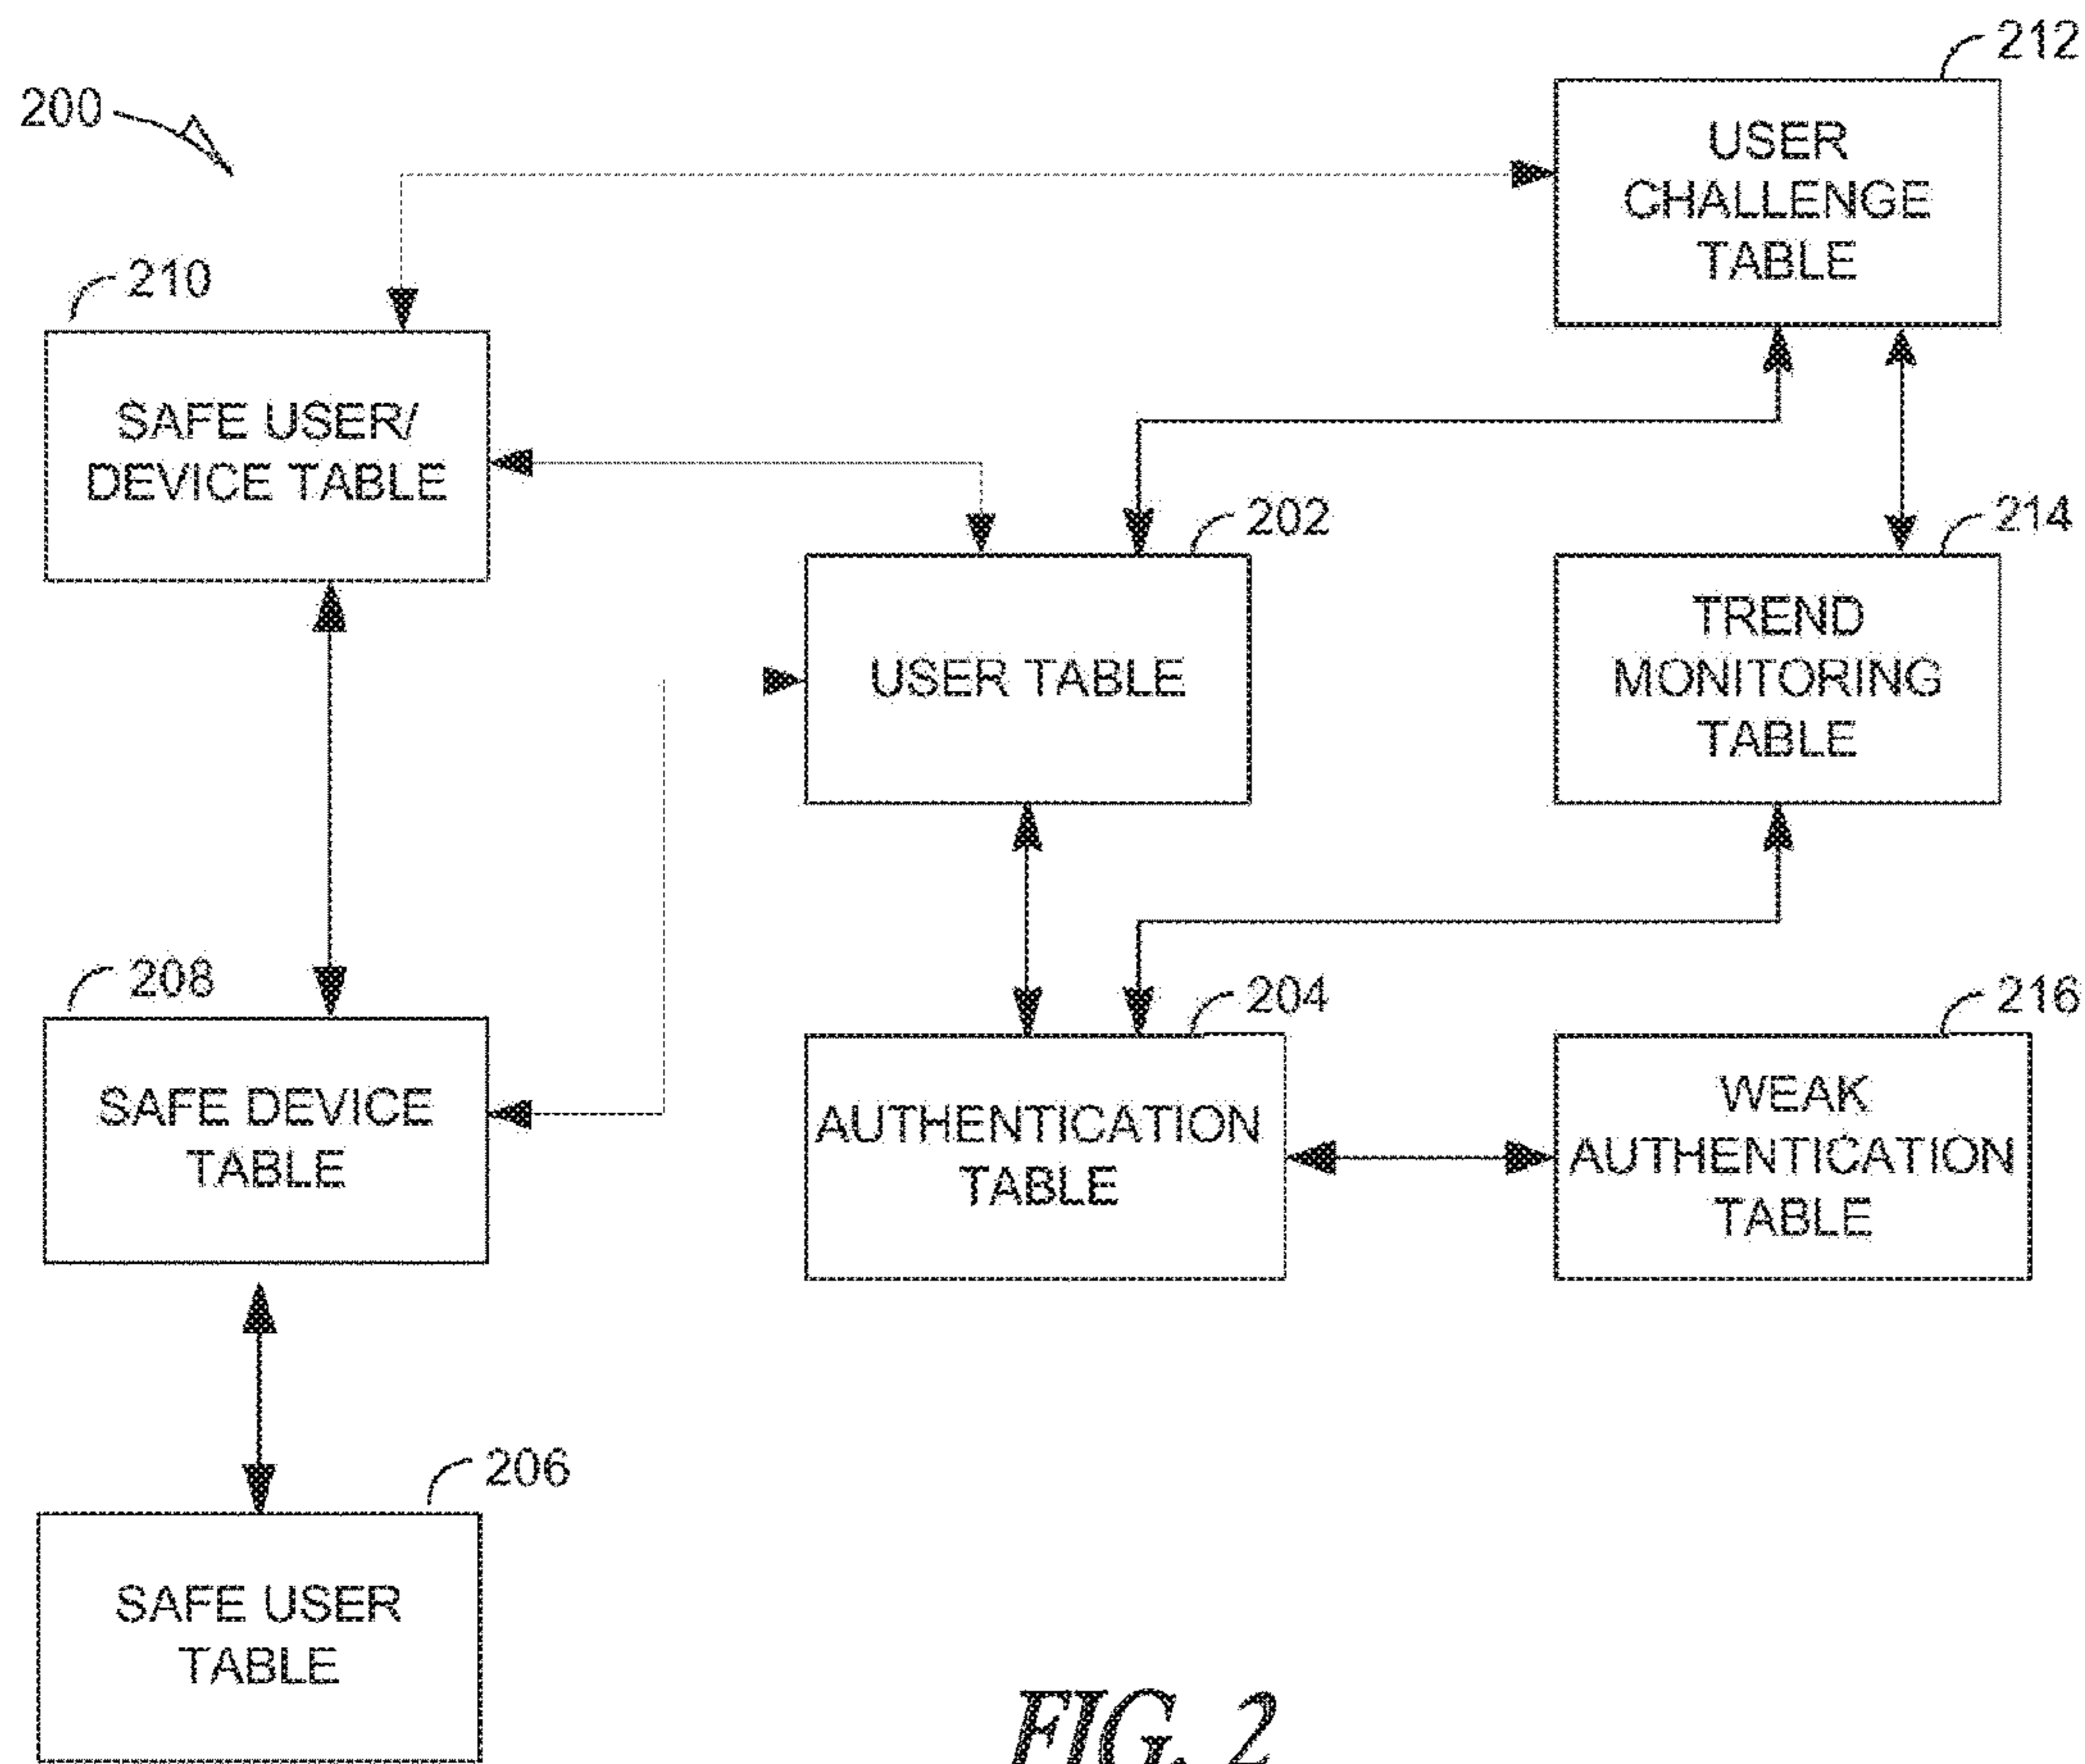 200
212
USER
CHALLENGE
TABLE
210
SAFE USER/
DEVICE TABLE
202
USER TABLE
214
TREND
MONITORING
TABLE
208
SAFE DEVICE
TABLE
204
AUTHENTICATION
TABLE
216
WEAK
AUTHENTICATION
TABLE
206
SAFE USER
TABLE
FIG. 2